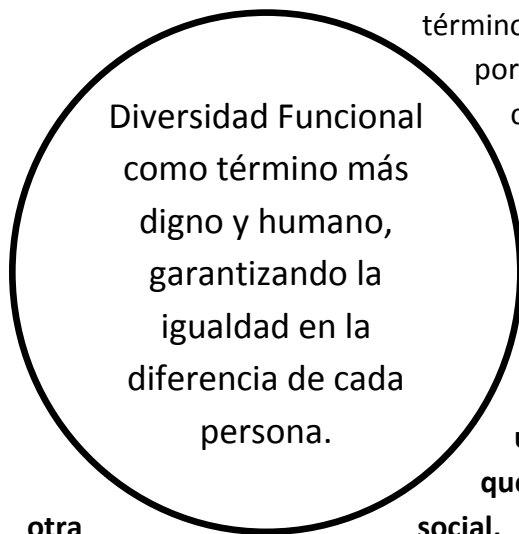 término
por
Diversidad Funcional
como término más
digno y humano,
garantizando la
igualdad en la
diferencia de cada
persona.
que
otra social.